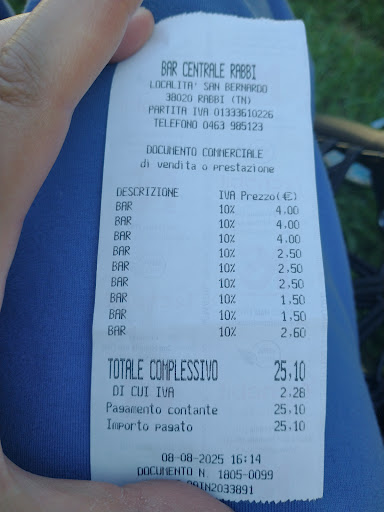 BAR CENTRALE RABBI
LOCALITA' SAN BERNARDO
38020 RABBI (TN)
PARTITA IVA 01333610226
TELEFONO 0463 985123
DOCUMENTO COMMERCIALE
di vendita o prestazione
DESCRIZIONE IVA Prezzo(€)
BAR 10% 4.00
BAR 10% 4.00
BAR 10% 4.00
BAR 10% 2.50
BAR 10% 2.50
BAR 10% 2.50
BAR 10% 1.50
BAR 10% 1.50
BAR 10% 2.60
TOTALE COMPLESSIVO 25,10
DI CUI IVA 2,28
Pagamento contante 25,10
Importo pagato 25,10
08-08-2025 16:14
DOCUMENTO N. 1805-0099